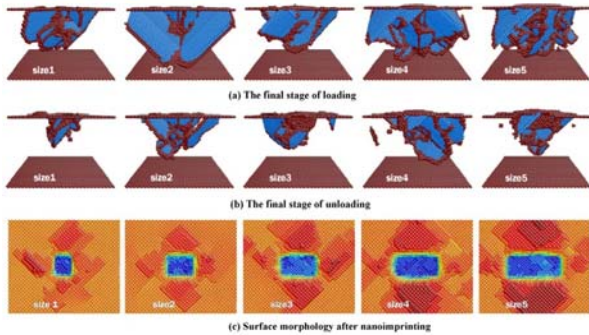 size1 size2 size3 size4 size5
(a) The final stage of loading
size1 size2 size3 size4 size5
(b) The final stage of unloading
size 1 size2 size3 size4 size5
(c) Surface morphology after nanoimprinting